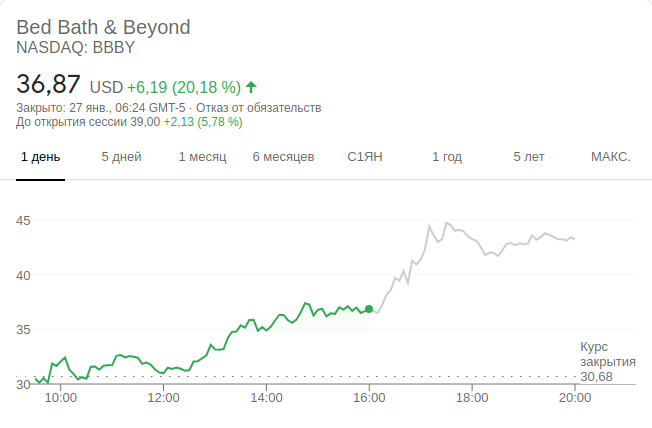 Bed Bath & Beyond
NASDAQ: BBBY
36,87 USD +6,19 (20,18 %)
Закрыто: 27 янв., 06:24 GMT-5 · Отказ от обязательств
До открытия сессии 39,00 +2,13 (5,78 %)
1 день 5 дней 1 месяц 6 месяцев С1ЯН 1 год 5 лет МАКС.
45
40
35
Курс
закрытия
30,68
30
10:00 12:00 14:00 16:00 18:00 20:00